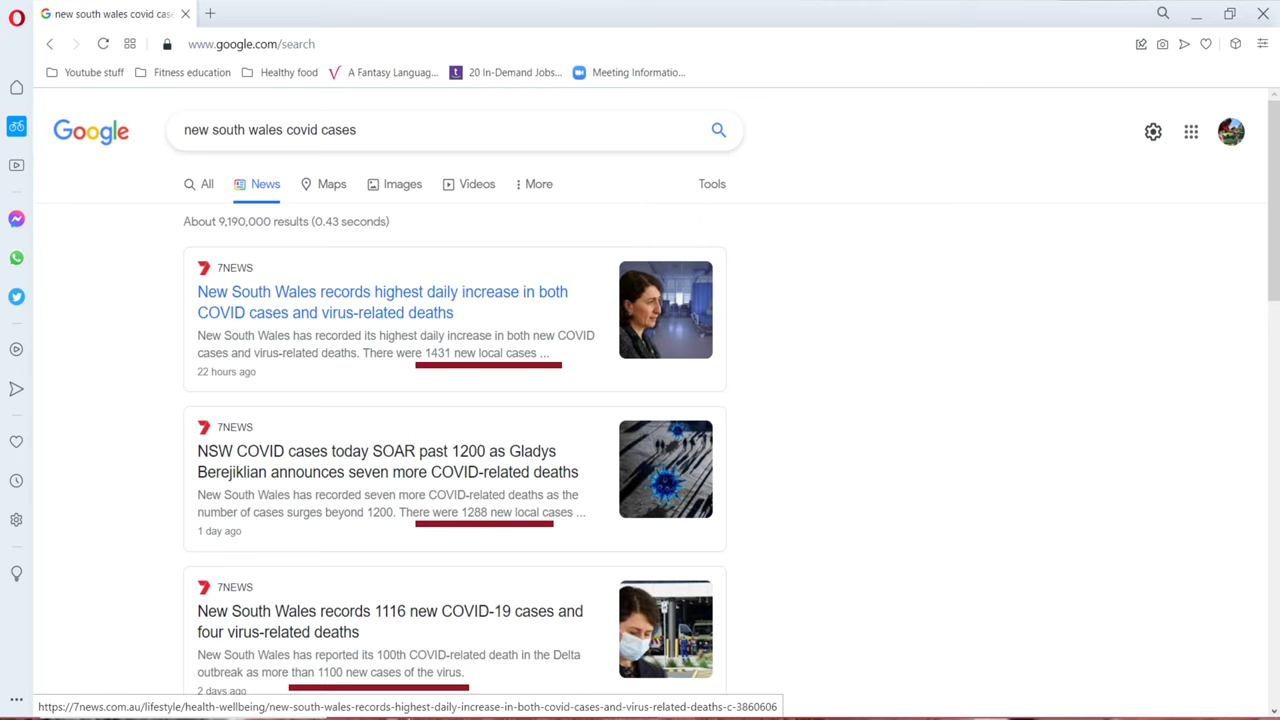 new south wales covid cas
www.google.com/search
Youtube stuff
Fitness education
Healthy food
A Fantasy Languag...
20 In-Demand Jobs...
Meeting Informatio...
Google
new south wales covid cases
All
News
Maps
Images
Videos
More
Tools
About 9,190,000 results (0.43 seconds)
7NEWS
New South Wales records highest daily increase in both
COVID cases and virus-related deaths
New South Wales has recorded its highest daily increase in both new COVID
cases and virus-related deaths. There were 1431 new local cases ...
22 hours ago
7NEWS
NSW COVID cases today SOAR past 1200 as Gladys
Berejiklian announces seven more COVID-related deaths
New South Wales has recorded seven more COVID-related deaths as the
number of cases surges beyond 1200. There were 1288 new local cases ...
1 day ago
7NEWS
New South Wales records 1116 new COVID-19 cases and
four virus-related deaths
New South Wales has reported its 100th COVID-related death in the Delta
outbreak as more than 1100 new cases of the virus.
2 days ago
https://7news.com.au/lifestyle/health-wellbeing/new-south-wales-records-highest-daily-increase-in-both-covid-cases-and-virus-related-deaths-c-3860606